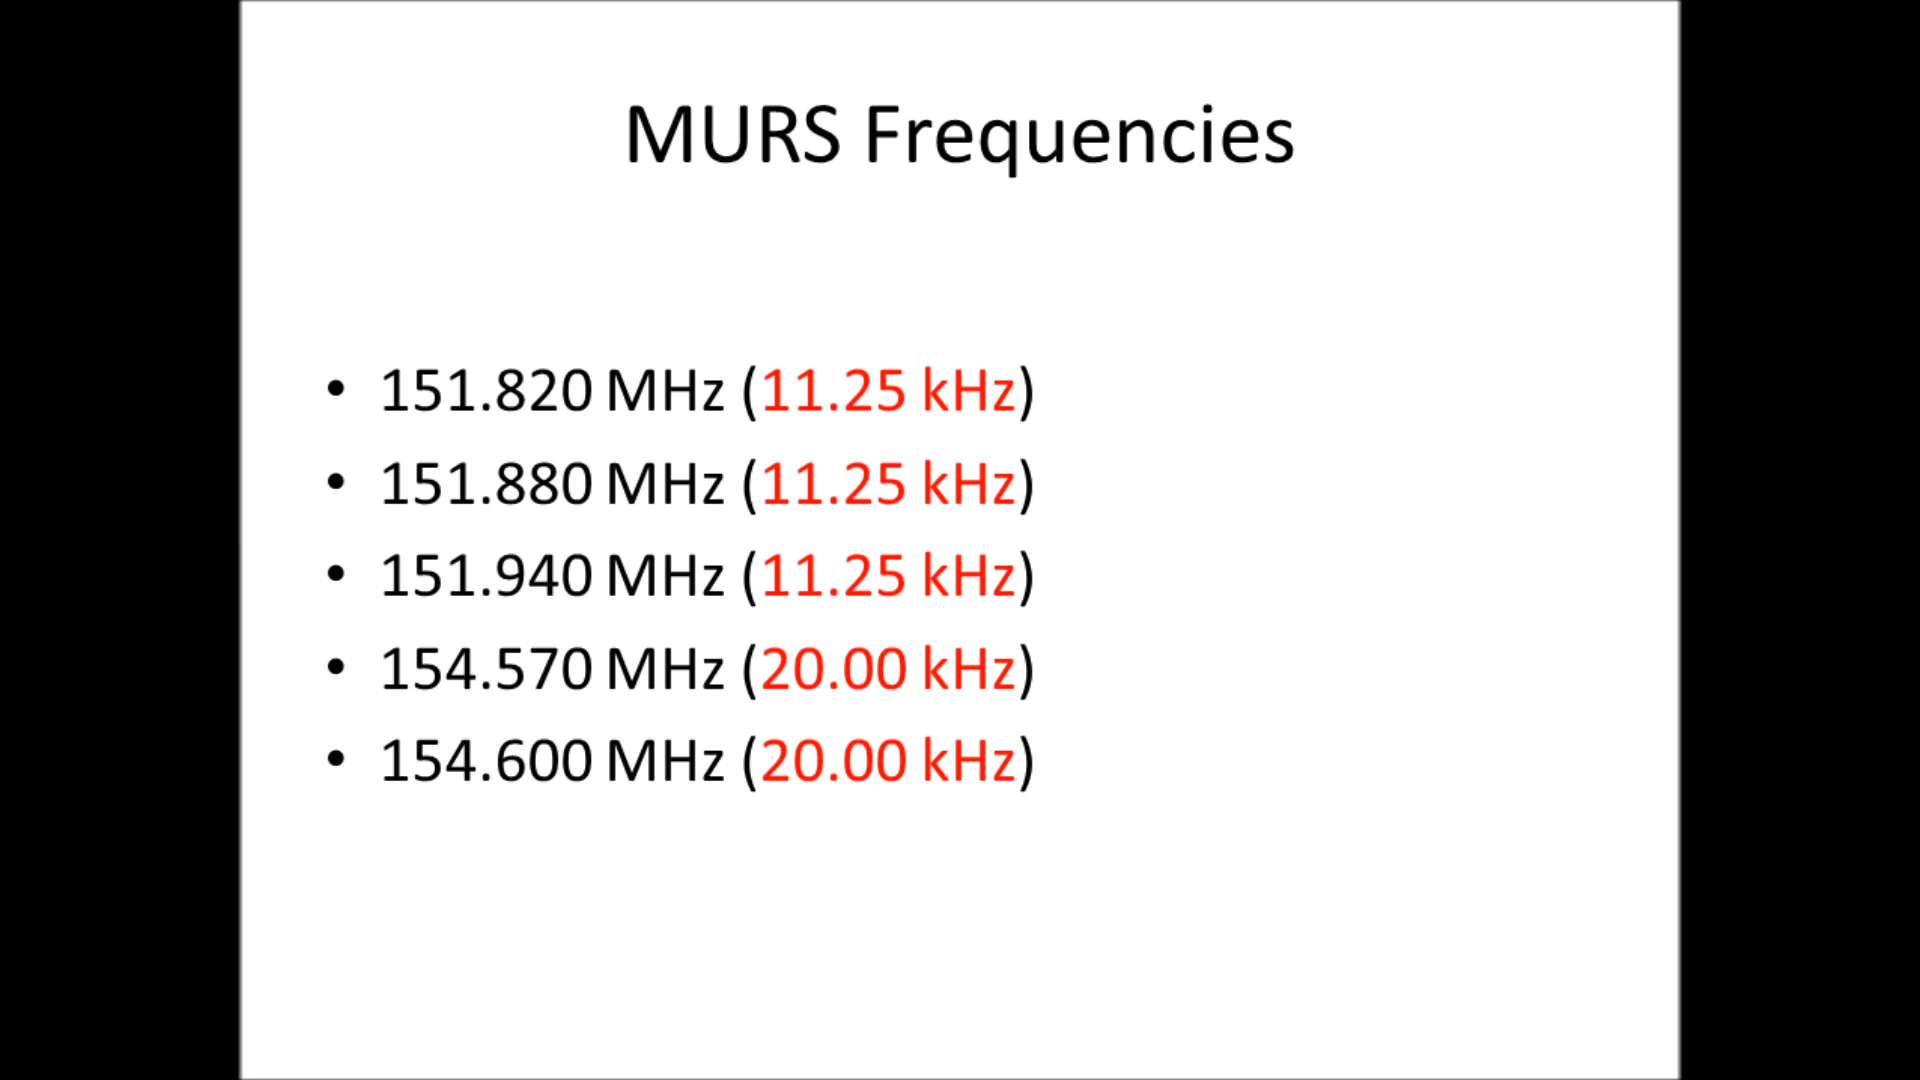 MURS Frequencies
• 151.820 MHz (11.25 kHz)
• 151.880 MHz (11.25 kHz)
• 151.940 MHz (11.25 kHz)
• 154.570 MHz (20.00 kHz)
• 154.600 MHz (20.00 kHz)